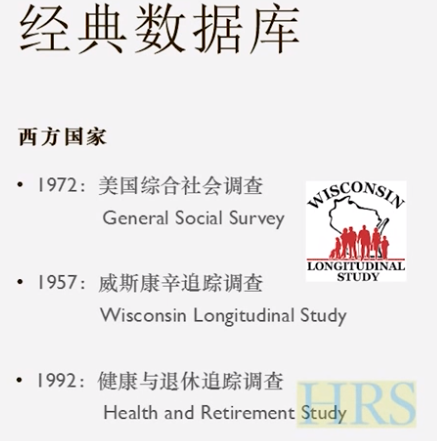 经典数据库
西方国家
• 1972：美国综合社会调查
General Social Survey
WISCONSIN
LONGITUDINAL
STUDY
• 1957：威斯康辛追踪调查
Wisconsin Longitudinal Study
• 1992：健康与退休追踪调查
HRS
Health and Retirement Study